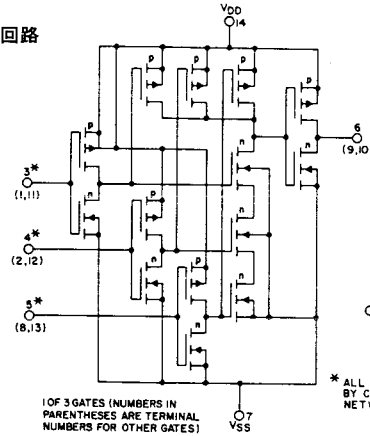 回路
VDD
14
p
p
p
p
p
6
(9,10
n
n
3*
(1,11)
n
p
n
4*
(2,12)
n
p
n
5*
(8,13)
n
* ALL
BY C
NET
1 OF 3 GATES (NUMBERS IN
PARENTHESES ARE TERMINAL
NUMBERS FOR OTHER GATES)
7
VSS